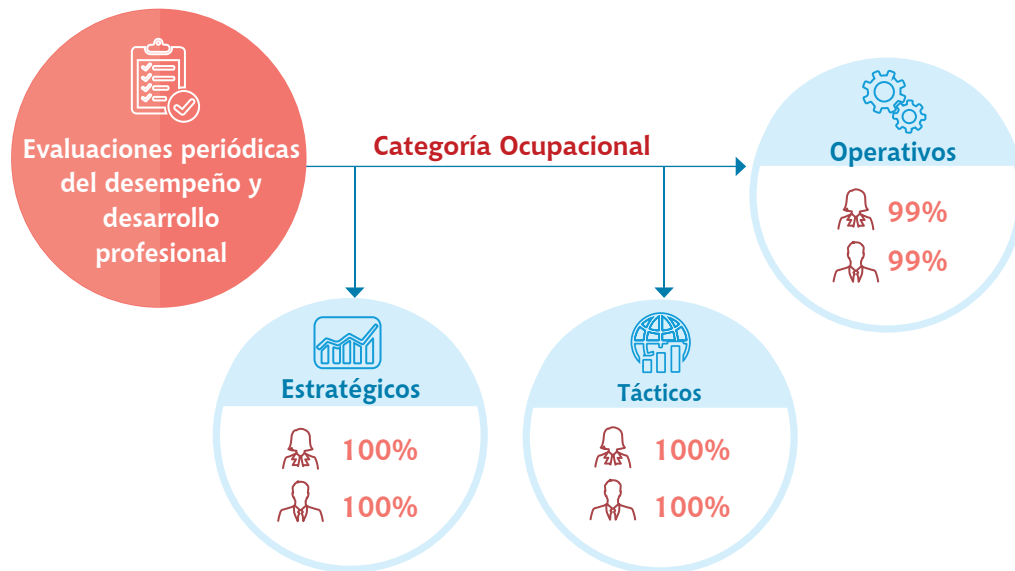 Evaluaciones periódicas
del desempeño y
desarrollo
profesional
Categoría Ocupacional
Operativos
99%
99%
Estratégicos
100%
100%
Tácticos
100%
100%